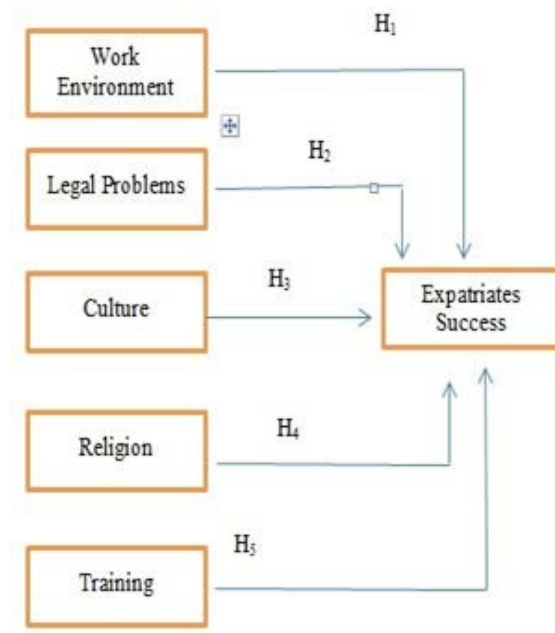 H₁
Work
Environment
H₂
Legal Problems
H₃
Culture
Expatriates
Success
H₄
Religion
H₅
Training